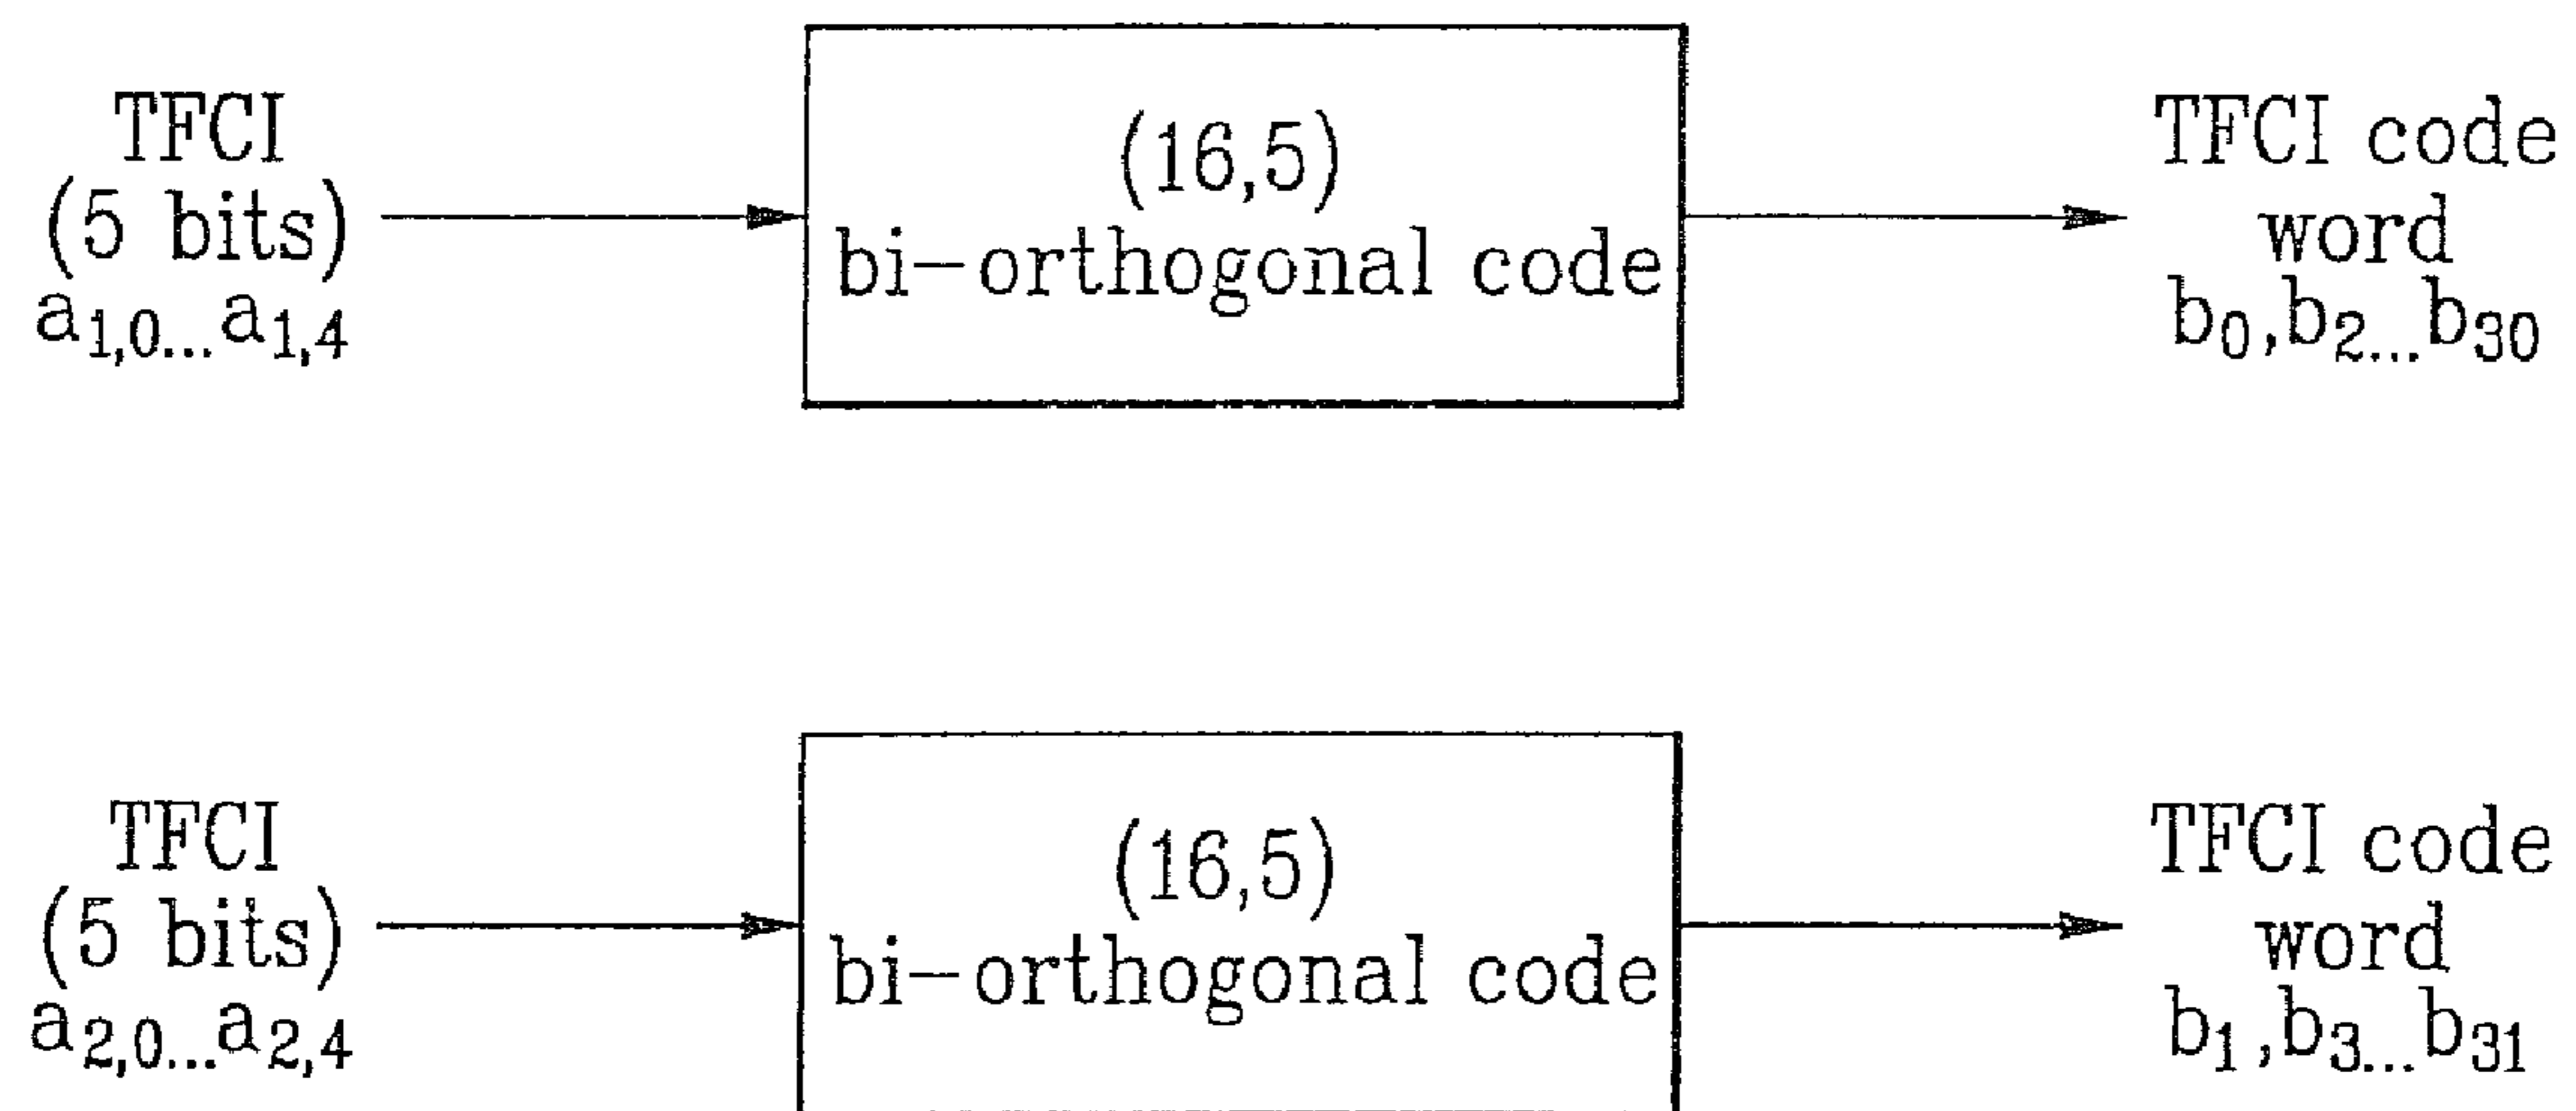 TFCI
(5 bits)
a1,0...a1,4
(16,5)
bi-orthogonal code
TFCI code
word
b0,b2...b30
TFCI
(5 bits)
a2,0...a2,4
(16,5)
bi-orthogonal code
TFCI code
word
b1,b3...b31